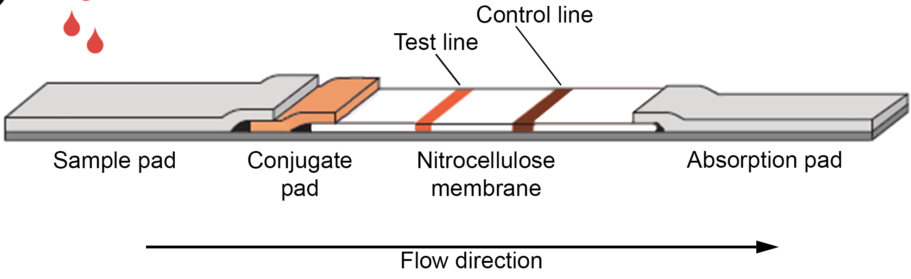 Control line
Test line
Sample pad
Conjugate
pad
Nitrocellulose
membrane
Absorption pad
Flow direction